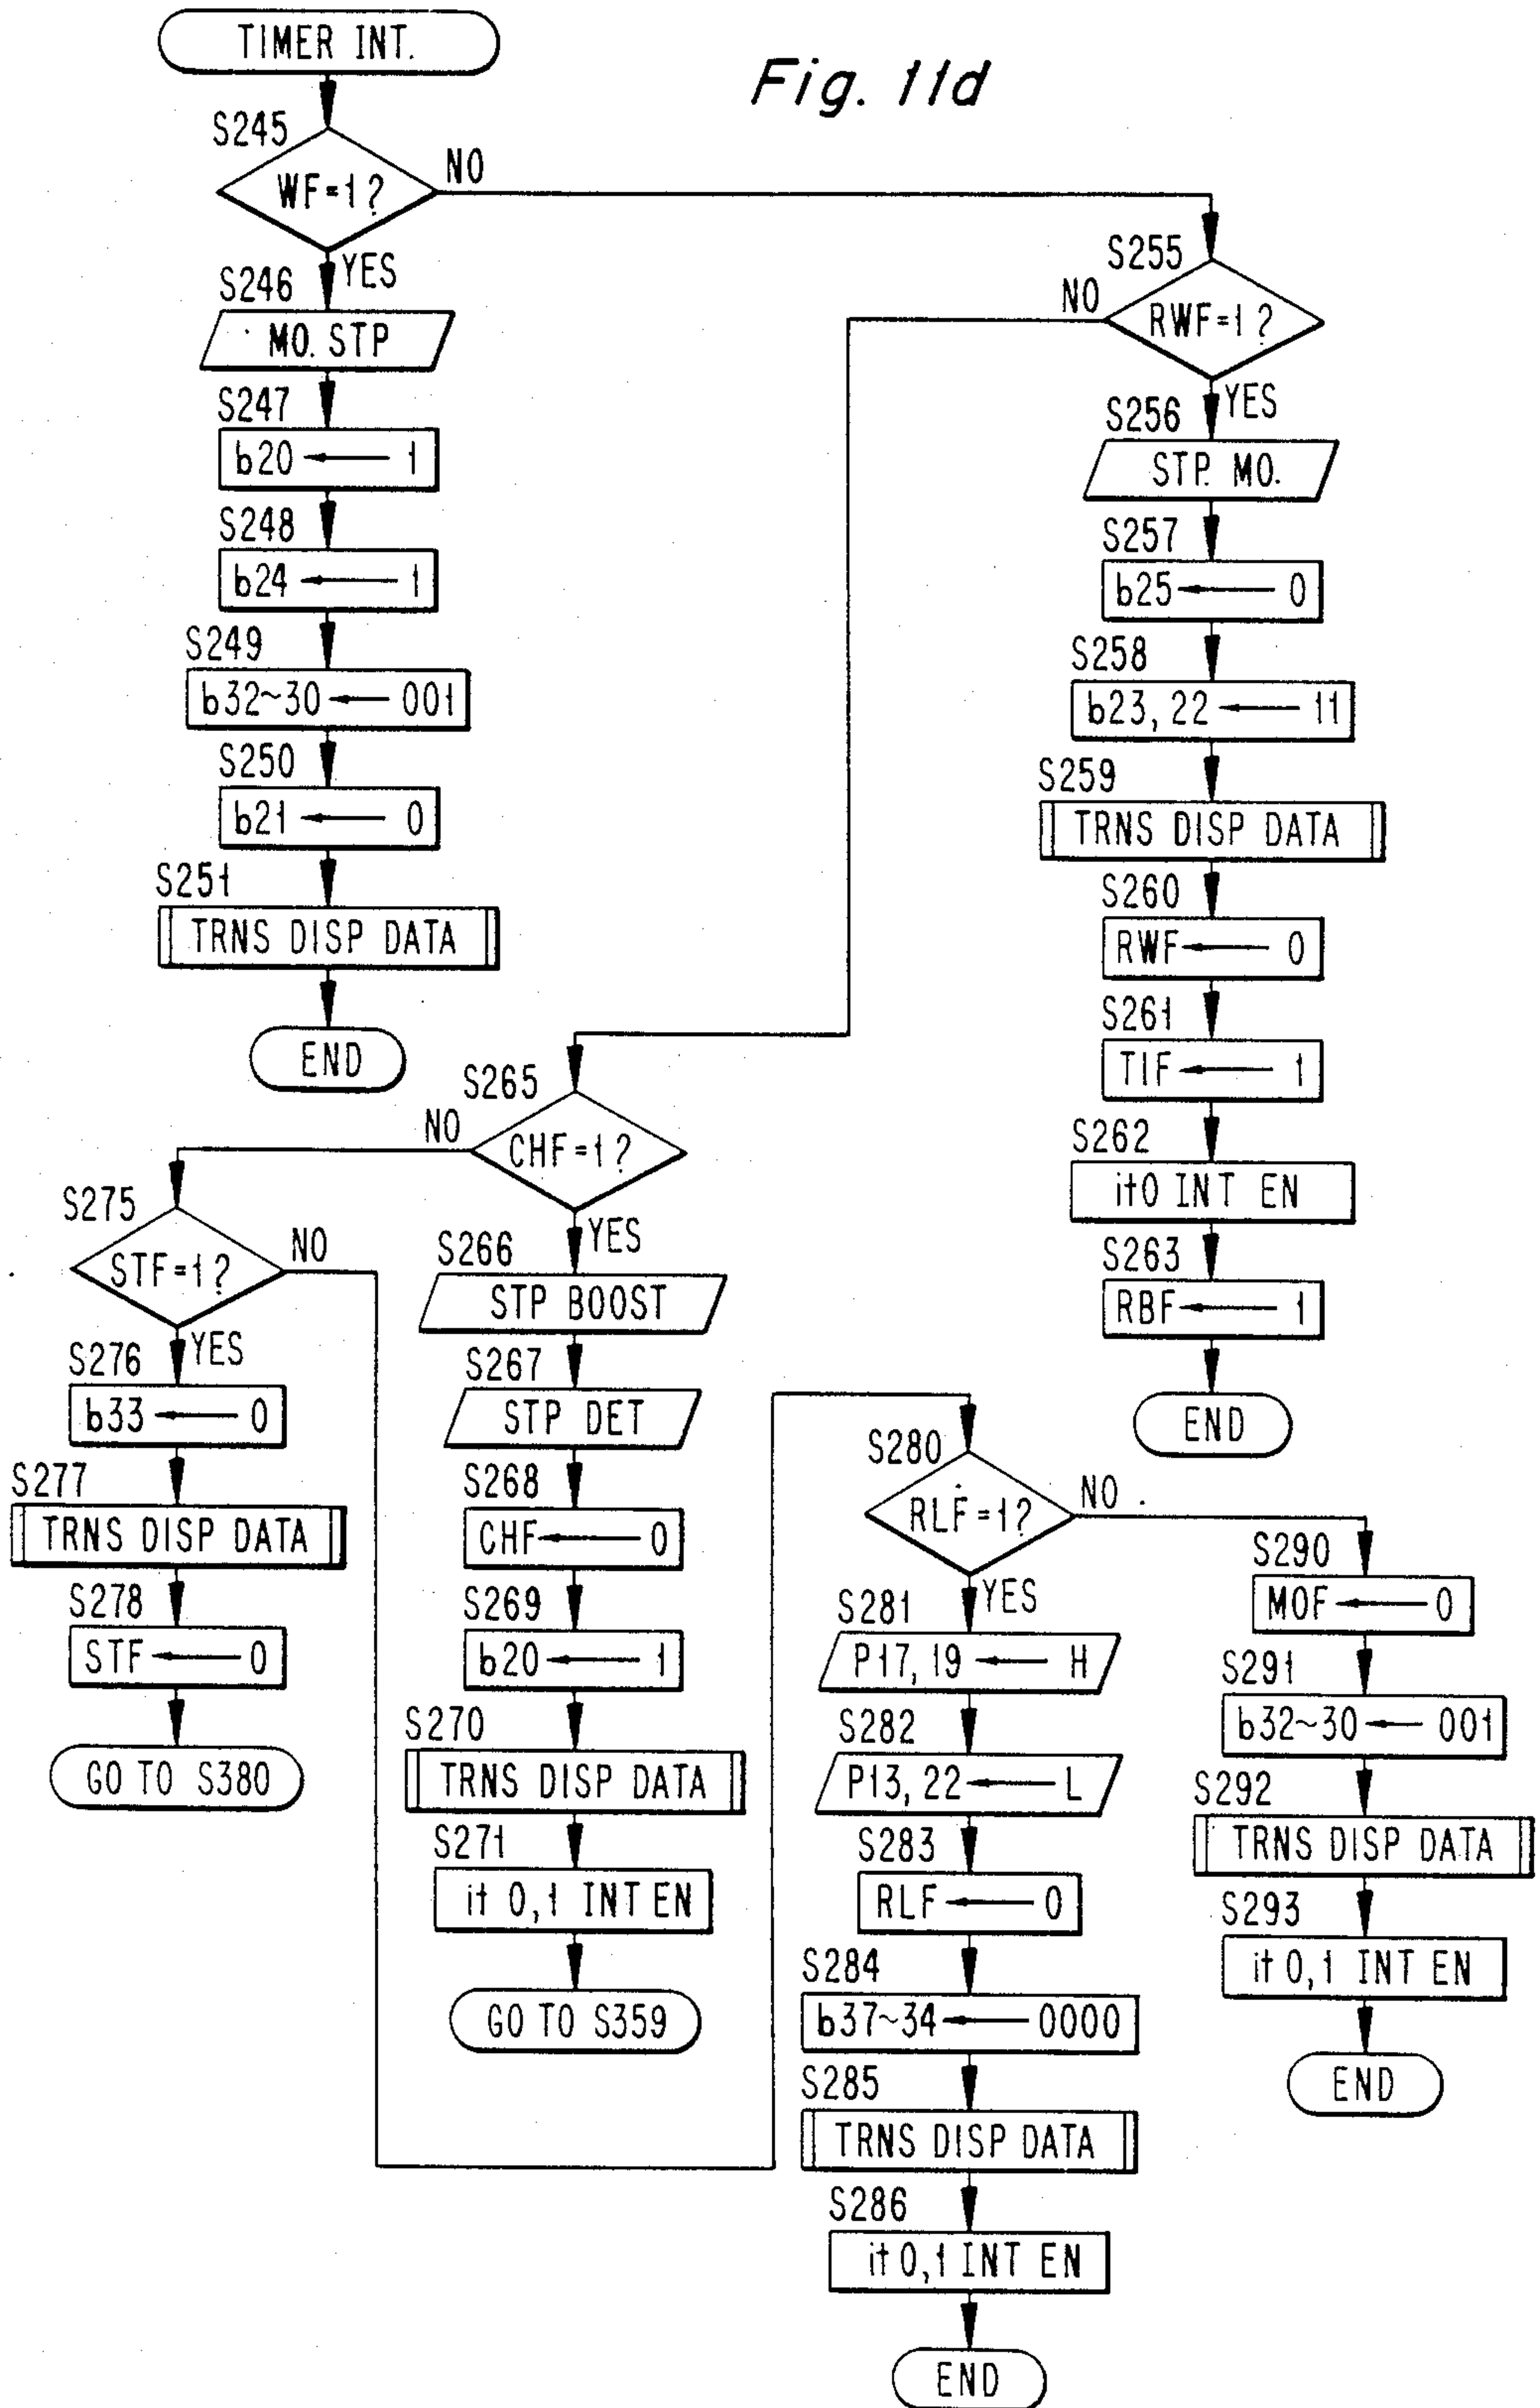 TIMER INT.
Fig. 11d
S245
WF=1?
NO
YES
S246
MO. STP
S247
b20 ← 1
S248
b24 ← 1
S249
b32~30 ← 001
S250
b21 ← 0
S251
TRNS DISP DATA
END
S255
RWF=1?
NO
YES
S256
STP. MO.
S257
b25 ← 0
S258
b23, 22 ← 11
S259
TRNS DISP DATA
S260
RWF ← 0
S261
TIF ← 1
S262
it0 INT EN
S263
RBF ← 1
END
S265
CHF=1?
NO
YES
S266
STP BOOST
S267
STP DET
S268
CHF ← 0
S269
b20 ← 1
S270
TRNS DISP DATA
S271
it 0,1 INT EN
GO TO S359
S275
STF=1?
NO
YES
S276
b33 ← 0
S277
TRNS DISP DATA
S278
STF ← 0
GO TO S380
S280
RLF=1?
NO
YES
S281
P17, 19 ← H
S282
P13, 22 ← L
S283
RLF ← 0
S284
b37~34 ← 0000
S285
TRNS DISP DATA
S286
it 0,1 INT EN
END
S290
MOF ← 0
S291
b32~30 ← 001
S292
TRNS DISP DATA
S293
it 0,1 INT EN
END